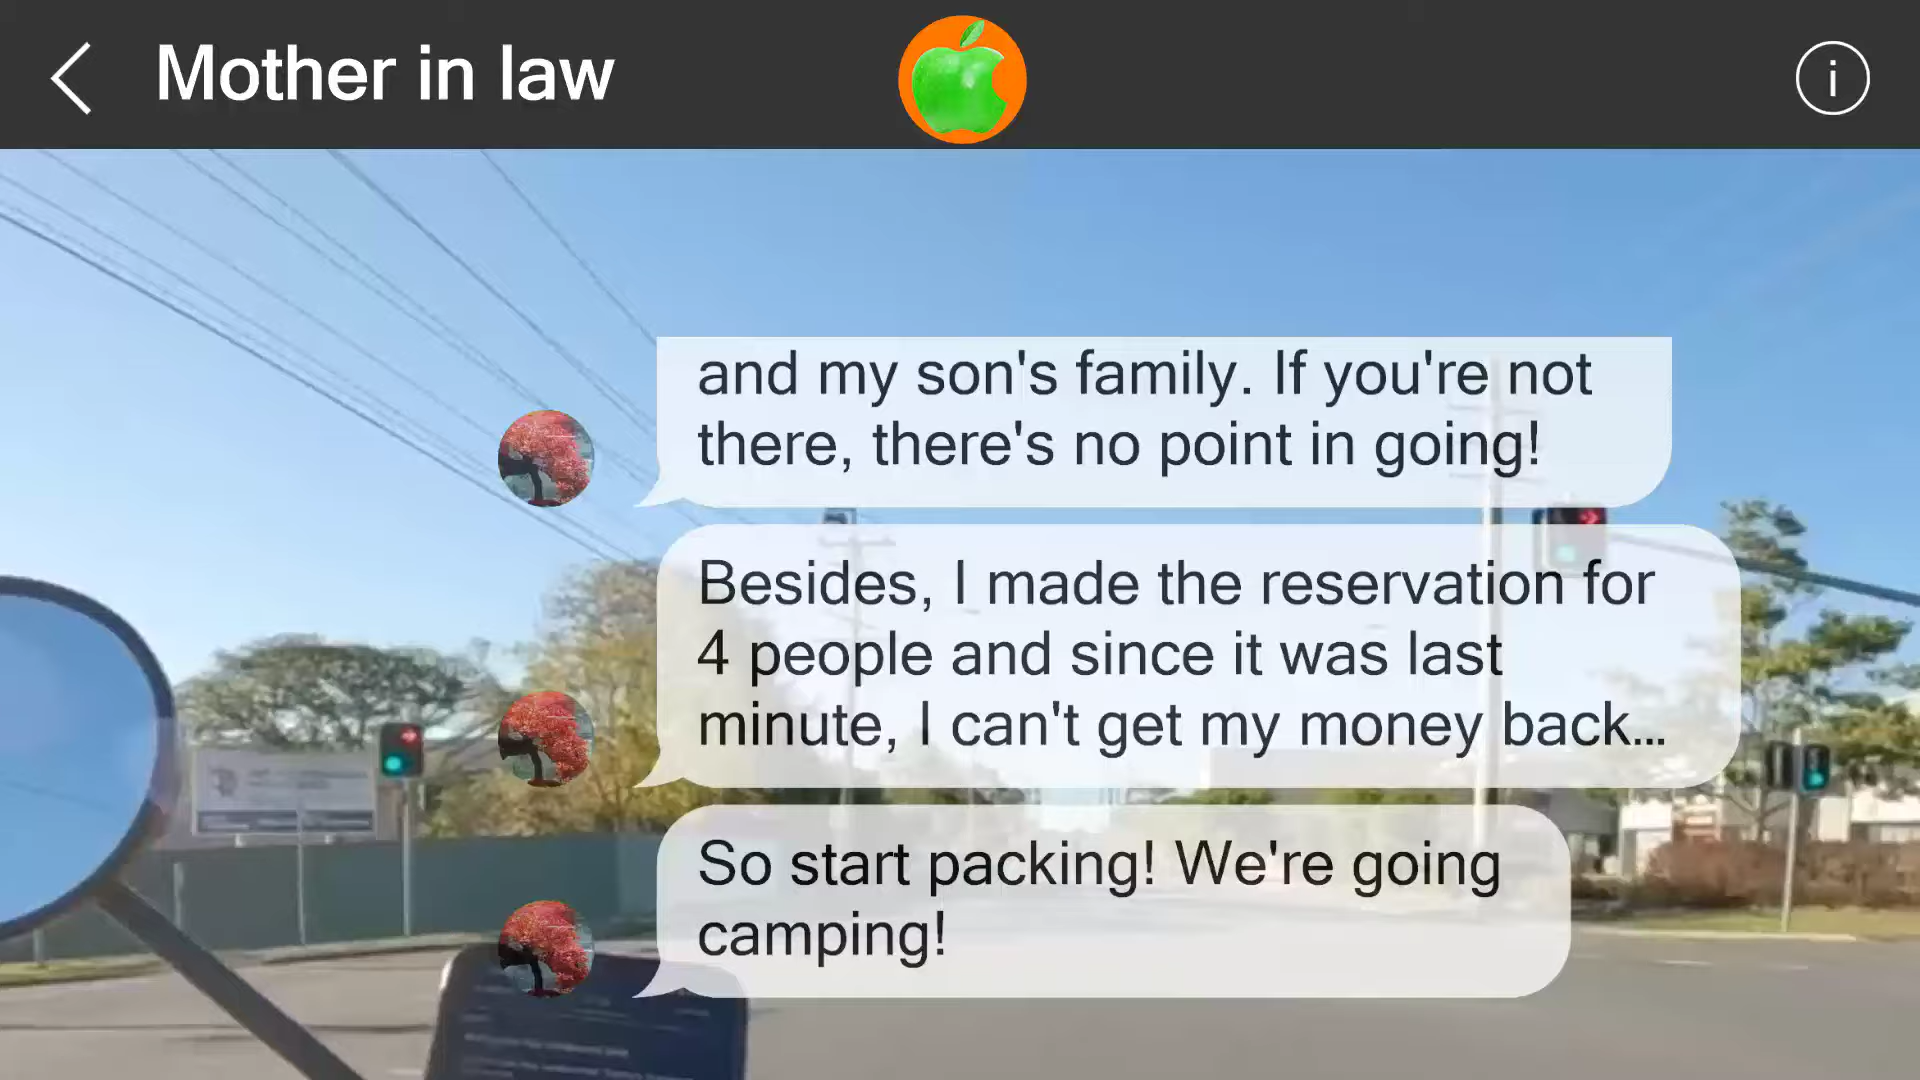 Mother in law
and my son's family. If you're not
there, there's no point in going!
Besides, I made the reservation for
4 people and since it was last
minute, I can't get my money back...
So start packing! We're going
camping!